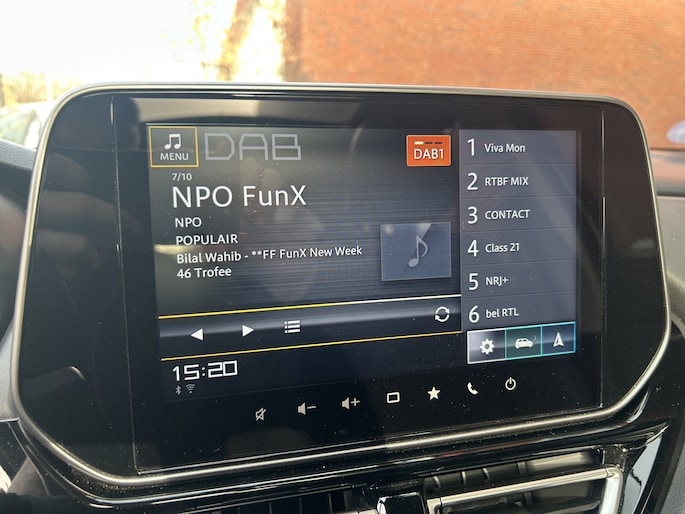 MENU
DAB
DAB1
7/10
NPO FunX
NPO
POPULAIR
Bilal Wahib - **FF FunX New Week
46 Trofee
1 Viva Mon
2 RTBF MIX
3 CONTACT
4 Class 21
5 NRJ+
6 bel RTL
15:20